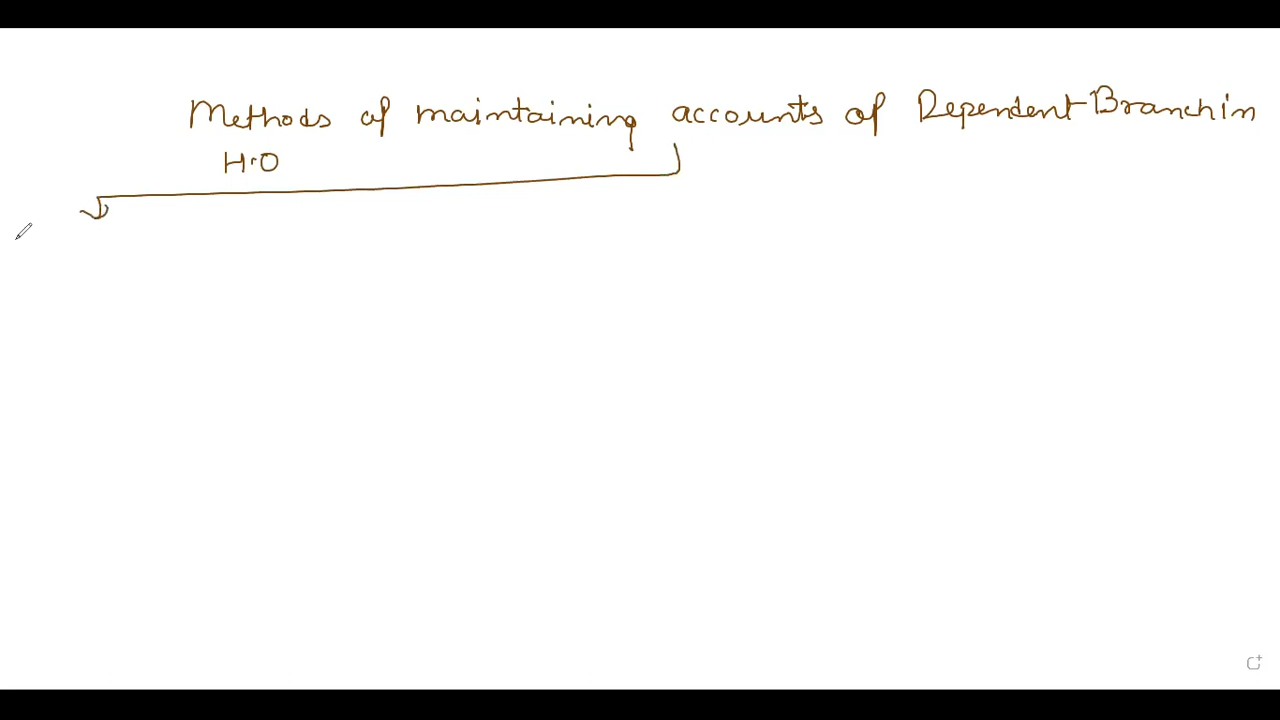 Methods of maintaining accounts of Dependent Branch in
H.O